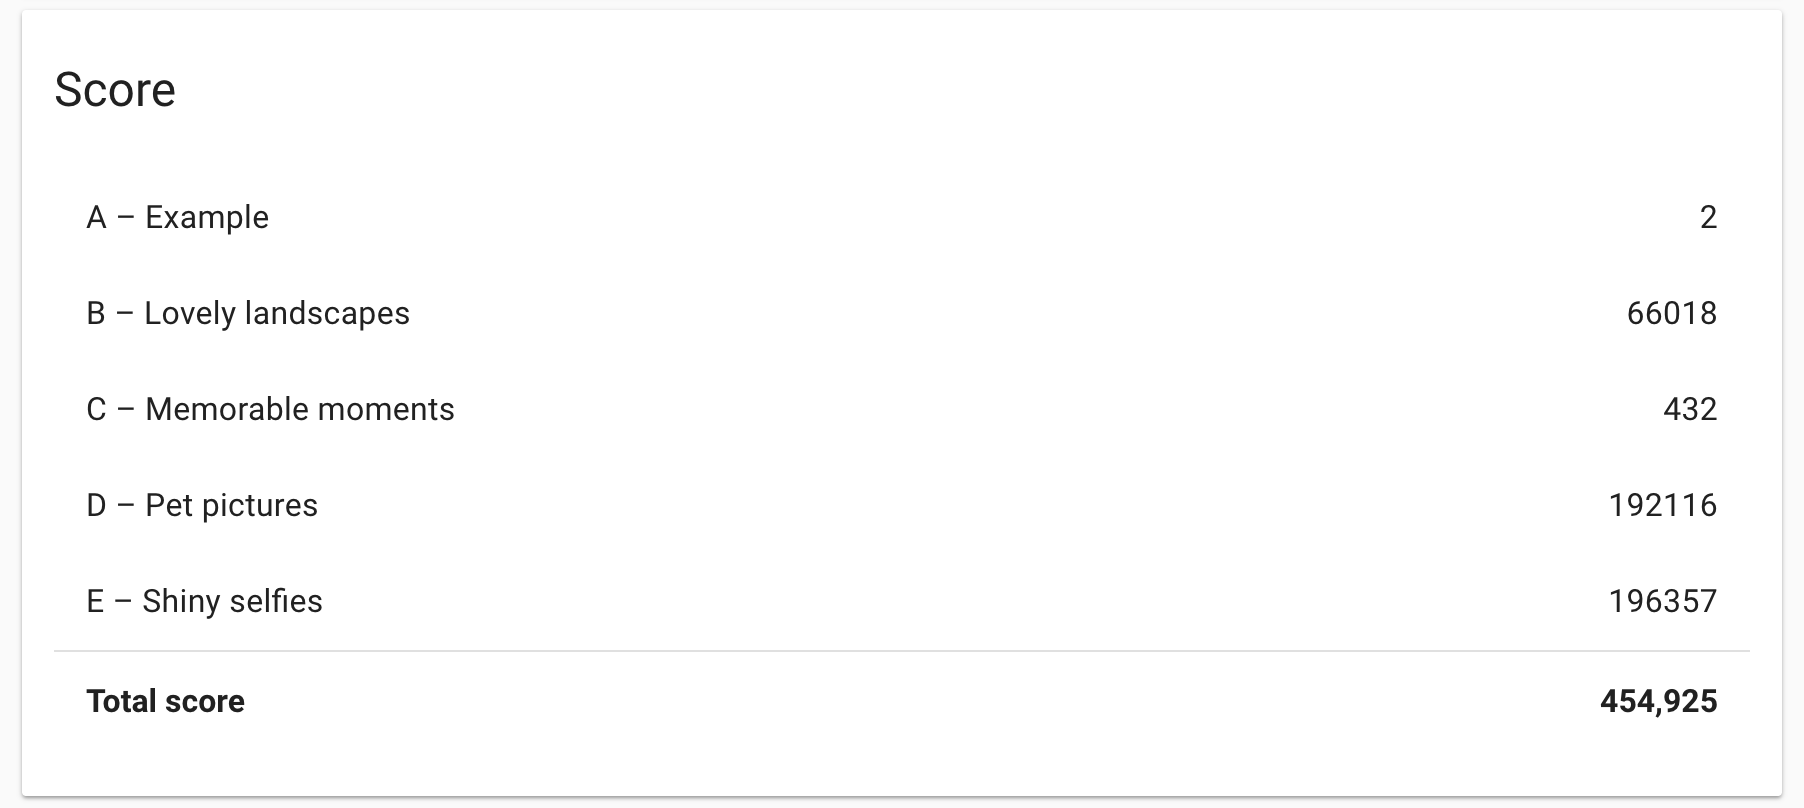 Score
A – Example 2
B – Lovely landscapes 66018
C – Memorable moments 432
D – Pet pictures 192116
E – Shiny selfies 196357
Total score 454,925